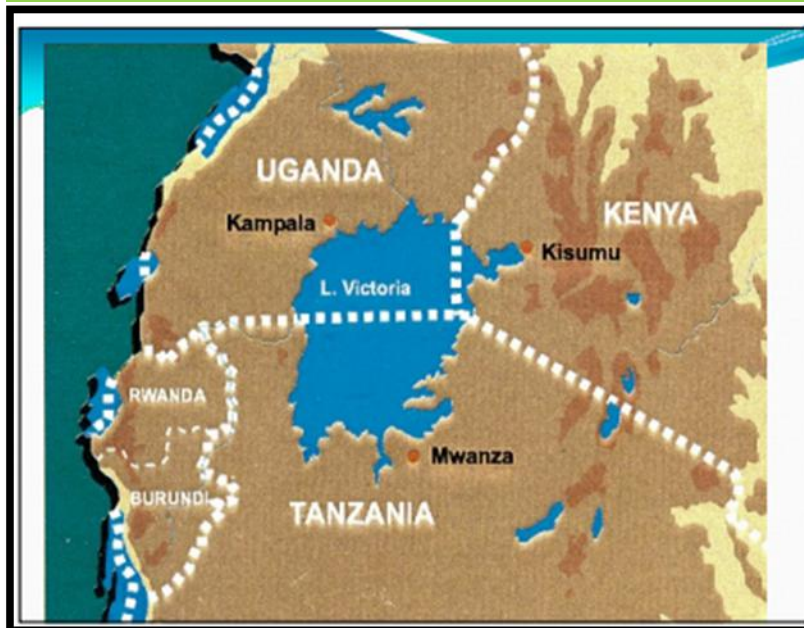 UGANDA
KENYA
Kampala
Kisumu
L. Victoria
RWANDA
Mwanza
BURUNDI
TANZANIA